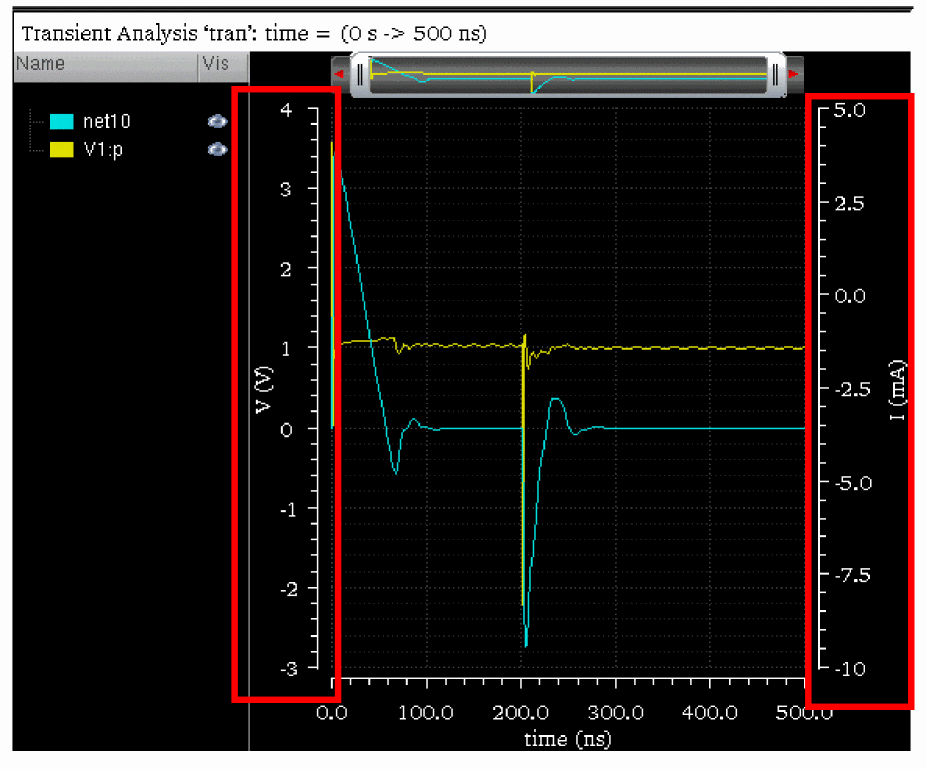 Transient Analysis ‘tran’: time = (0 s -> 500 ns)
Name Vis
net10
V1:p
4
3
2
1
0
-1
-2
-3
V (V)
5.0
2.5
0.0
-2.5
-5.0
-7.5
-10
I (mA)
0.0 100.0 200.0 300.0 400.0 500.0
time (ns)